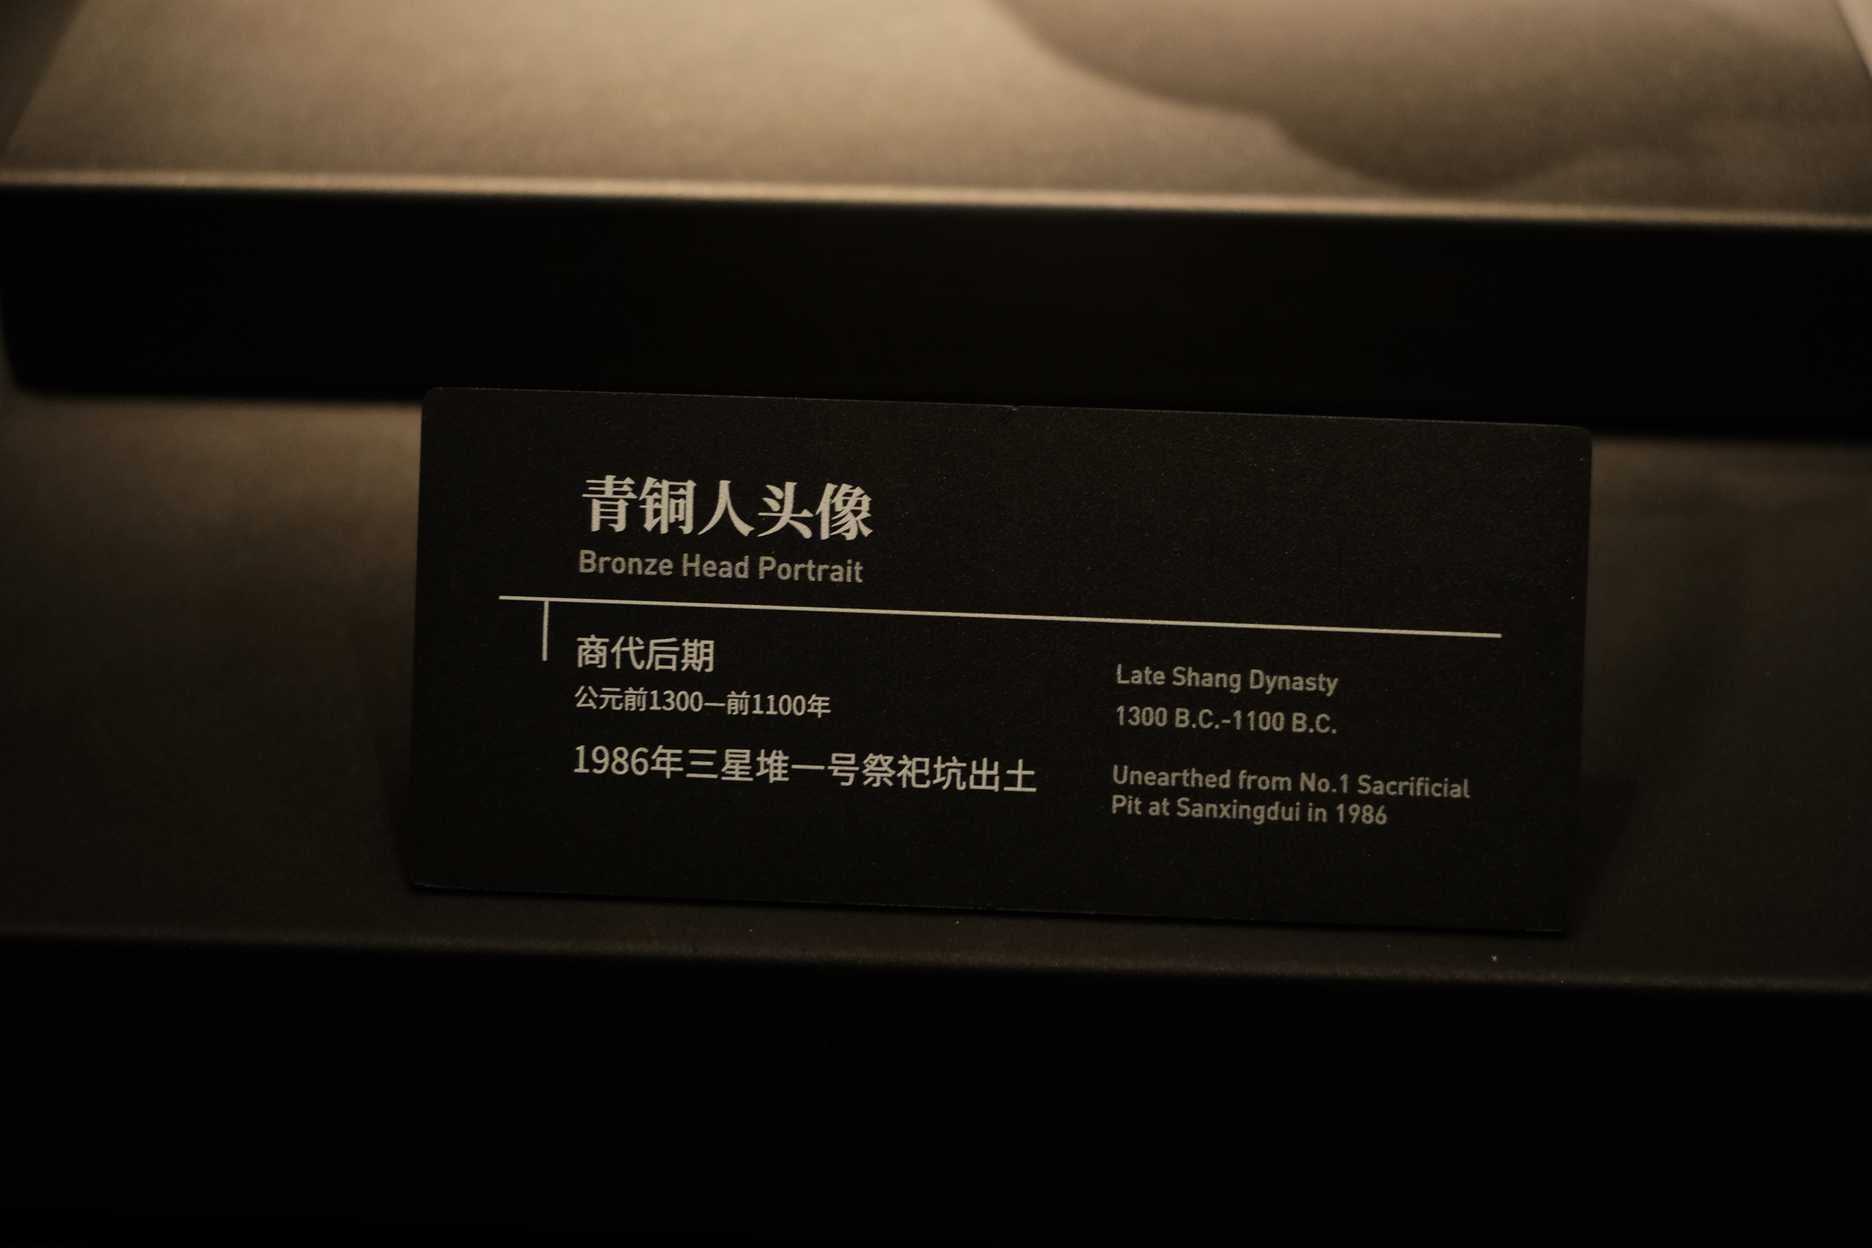 青铜人头像
Bronze Head Portrait
商代后期
公元前1300—前1100年
1986年三星堆一号祭祀坑出土
Late Shang Dynasty
1300 B.C.-1100 B.C.
Unearthed from No.1 Sacrificial
Pit at Sanxingdui in 1986